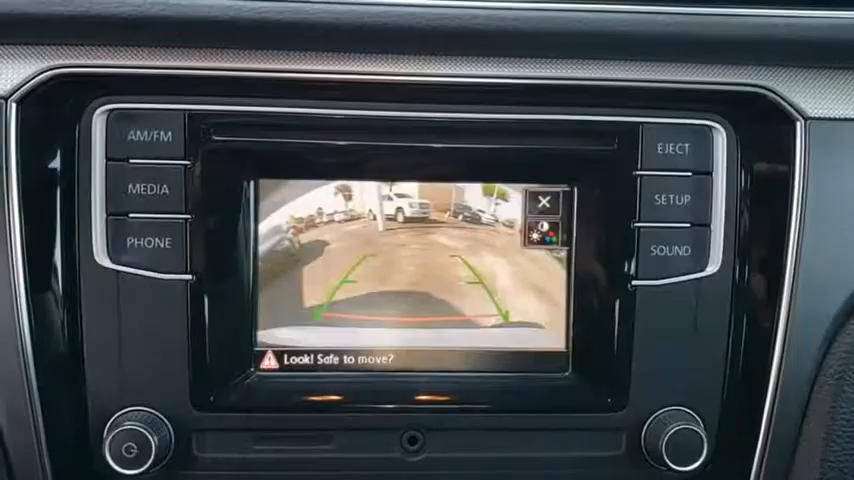 AM/FM
MEDIA
PHONE
EJECT
SETUP
SOUND
Look! Safe to move?